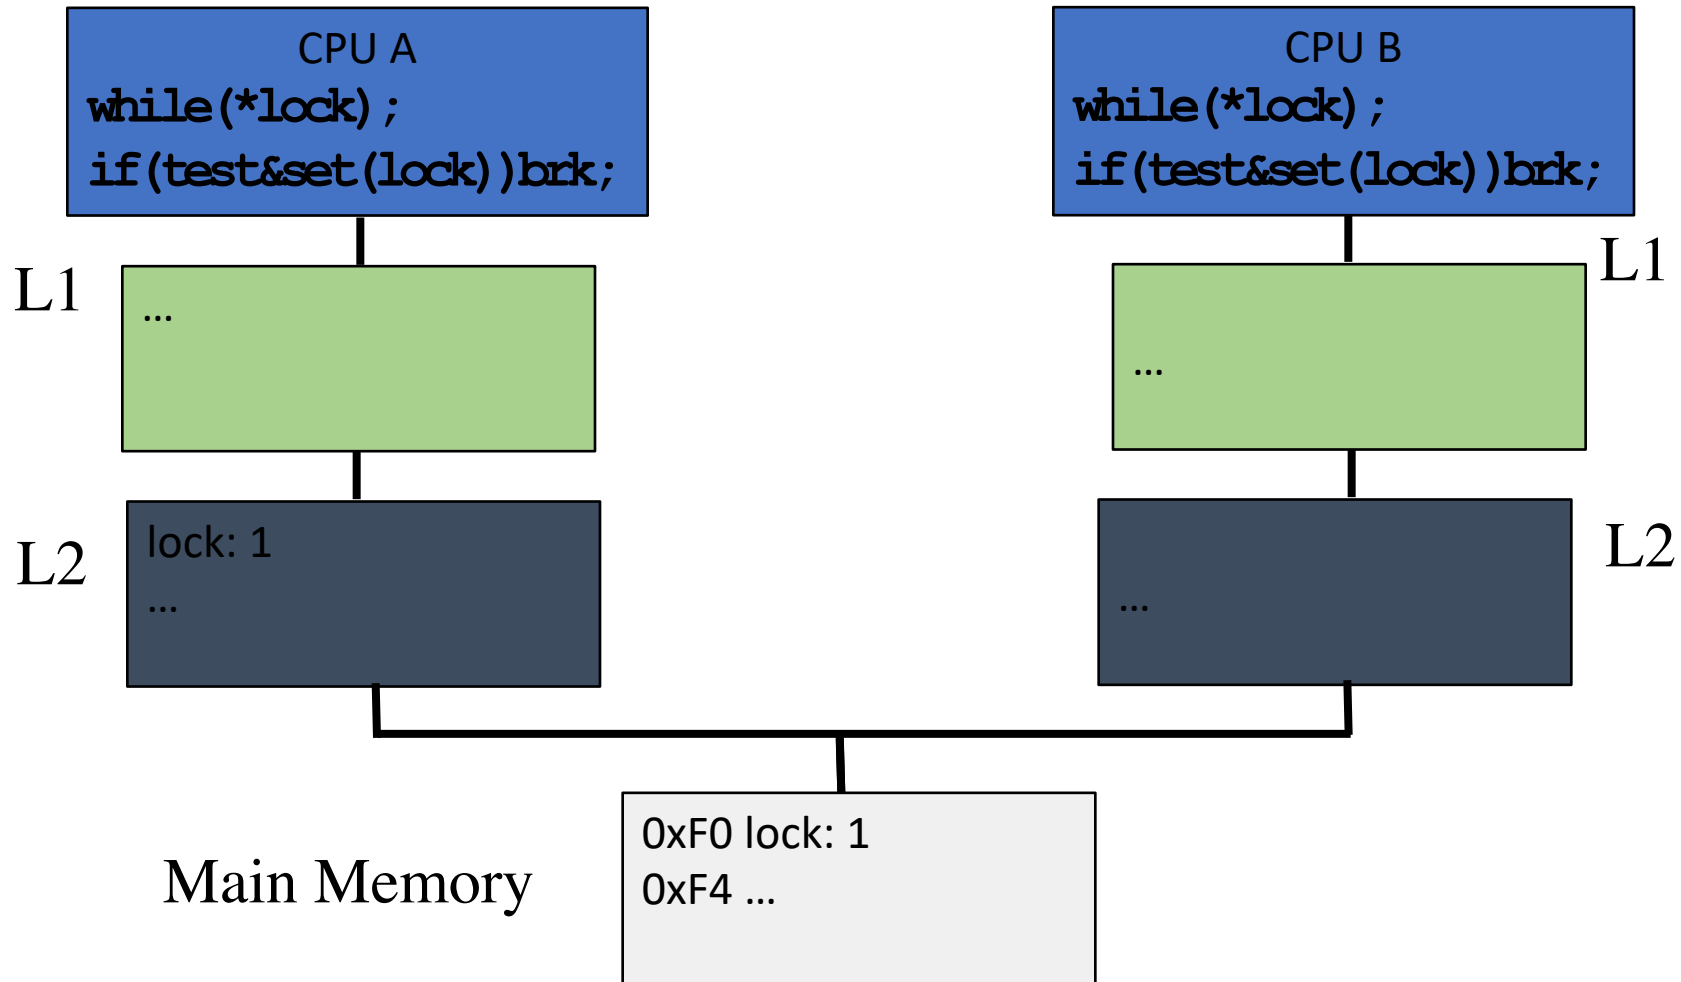 CPU A
while(*lock);
if(test&set(lock))brk;
CPU B
while(*lock);
if(test&set(lock))brk;
L1
…
L1
…
L2
lock: 1
…
L2
…
Main Memory
0xF0 lock: 1
0xF4 …